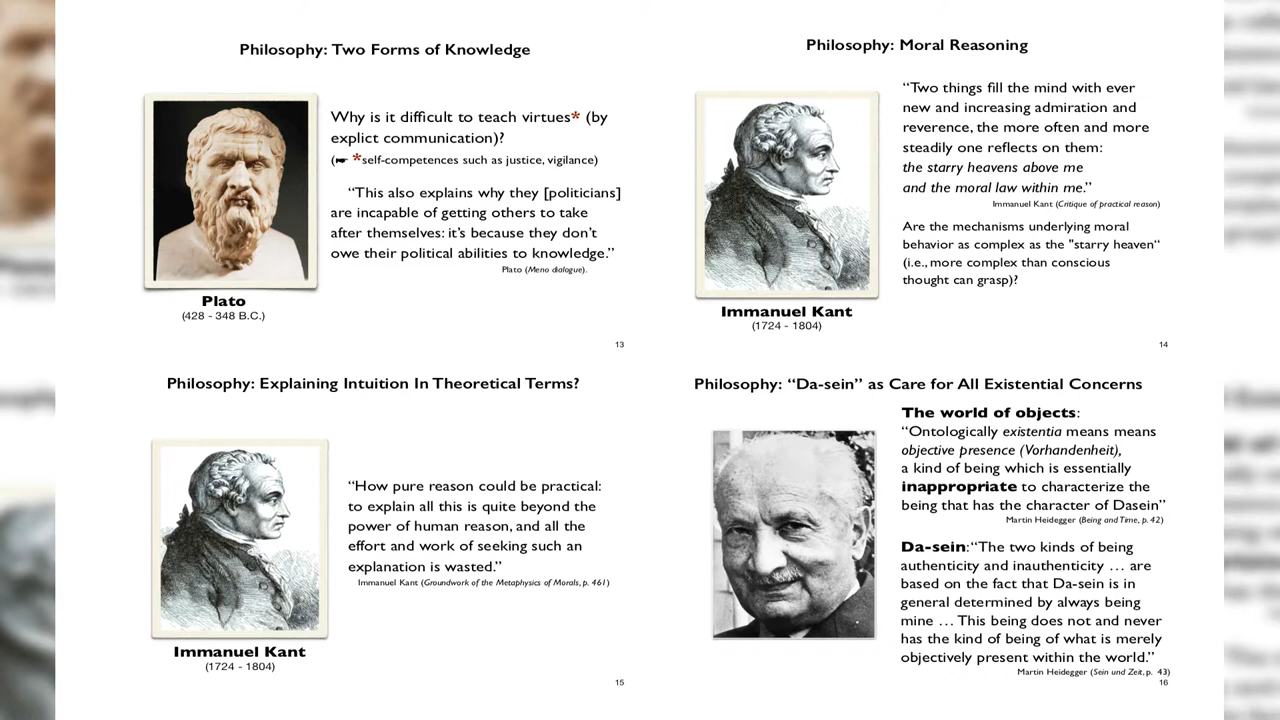 Philosophy: Two Forms of Knowledge
Why is it difficult to teach virtues* (by
explict communication)?
(☛ *self-competences such as justice, vigilance)
“This also explains why they [politicians]
are incapable of getting others to take
after themselves: it’s because they don’t
owe their political abilities to knowledge.”
Plato (Meno dialogue).
Plato
(428 - 348 B.C.)
13
Philosophy: Moral Reasoning
“Two things fill the mind with ever
new and increasing admiration and
reverence, the more often and more
steadily one reflects on them:
the starry heavens above me
and the moral law within me.”
Immanuel Kant (Critique of practical reason)
Are the mechanisms underlying moral
behavior as complex as the "starry heaven“
(i.e., more complex than conscious
thought can grasp)?
Immanuel Kant
(1724 - 1804)
14
Philosophy: Explaining Intuition In Theoretical Terms?
“How pure reason could be practical:
to explain all this is quite beyond the
power of human reason, and all the
effort and work of seeking such an
explanation is wasted.”
Immanuel Kant (Groundwork of the Metaphysics of Morals, p. 461)
Immanuel Kant
(1724 - 1804)
15
Philosophy: “Da-sein” as Care for All Existential Concerns
The world of objects:
“Ontologically existentia means means
objective presence (Vorhandenheit),
a kind of being which is essentially
inappropriate to characterize the
being that has the character of Dasein”
Martin Heidegger (Being and Time, p. 42)
Da-sein:“The two kinds of being
authenticity and inauthenticity … are
based on the fact that Da-sein is in
general determined by always being
mine … This being does not and never
has the kind of being of what is merely
objectively present within the world.”
Martin Heidegger (Sein und Zeit, p. 43)
16